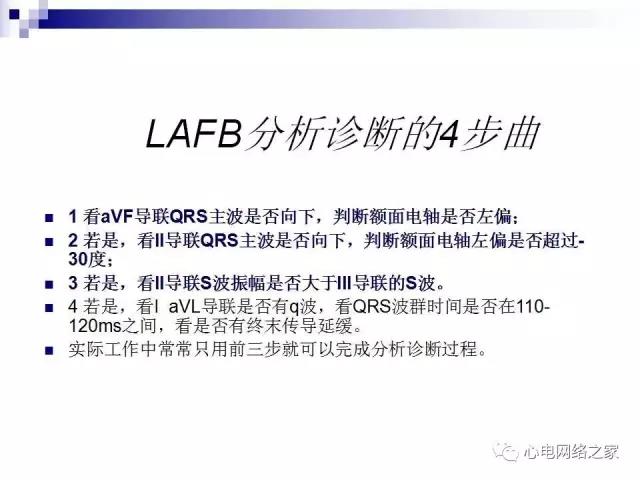 LAFB分析诊断的4步曲
1 看aVF导联QRS主波是否向下，判断额面电轴是否左偏；
2 若是，看II导联QRS主波是否向下，判断额面电轴左偏是否超过-
30度；
3 若是，看II导联S波振幅是否大于III导联的S波。
4 若是，看I aVL导联是否有q波，看QRS波群时间是否在110-
120ms之间，看是否有终末传导延缓。
实际工作中常常只用前三步就可以完成分析诊断过程。
心电网络之家